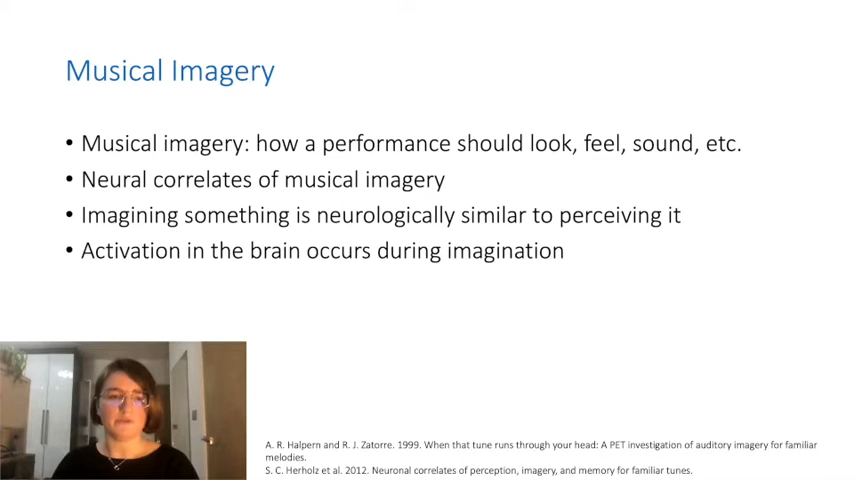 Musical Imagery
• Musical imagery: how a performance should look, feel, sound, etc.
• Neural correlates of musical imagery
• Imagining something is neurologically similar to perceiving it
• Activation in the brain occurs during imagination
A. R. Halpern and R. J. Zatorre. 1999. When that tune runs through your head: A PET investigation of auditory imagery for familiar
melodies.
S. C. Herholz et al. 2012. Neuronal correlates of perception, imagery, and memory for familiar tunes.